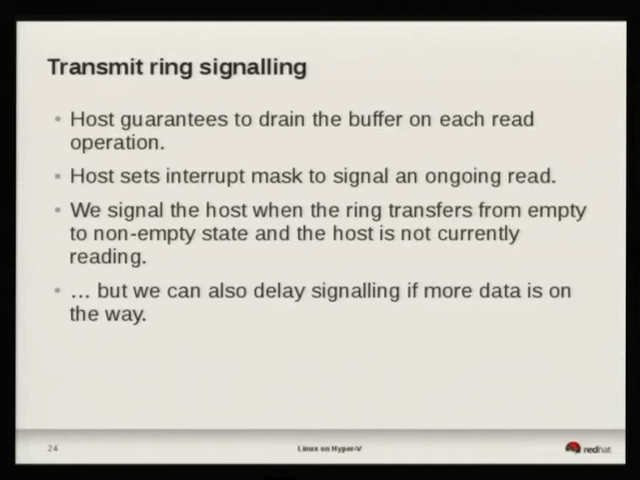 Transmit ring signalling
• Host guarantees to drain the buffer on each read
operation.
• Host sets interrupt mask to signal an ongoing read.
• We signal the host when the ring transfers from empty
to non-empty state and the host is not currently
reading.
• … but we can also delay signalling if more data is on
the way.
24
Linux on Hyper-V
redhat